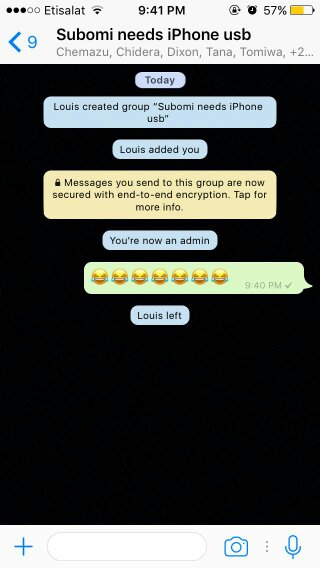 Etisalat 9:41 PM 57%
9 Subomi needs iPhone usb
Chemazu, Chidera, Dixon, Tana, Tomiwa, +2...
Today
Louis created group “Subomi needs iPhone
usb”
Louis added you
Messages you send to this group are now
secured with end-to-end encryption. Tap for
more info.
You're now an admin
😂😂😂😂😂😂😂 9:40 PM ✓
Louis left